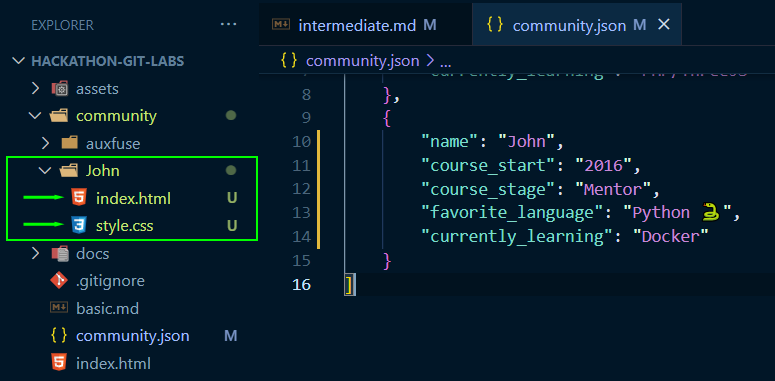 EXPLORER ...
HACKATHON-GIT-LABS
assets
community
auxfuse
John
index.html U
style.css U
docs
.gitignore
basic.md
community.json M
index.html
intermediate.md M
{ } community.json M ×
{ } community.json > ...
8 },
9 {
10 "name": "John",
11 "course_start": "2016",
12 "course_stage": "Mentor",
13 "favorite_language": "Python 🐍",
14 "currently_learning": "Docker"
15 }
16 ]